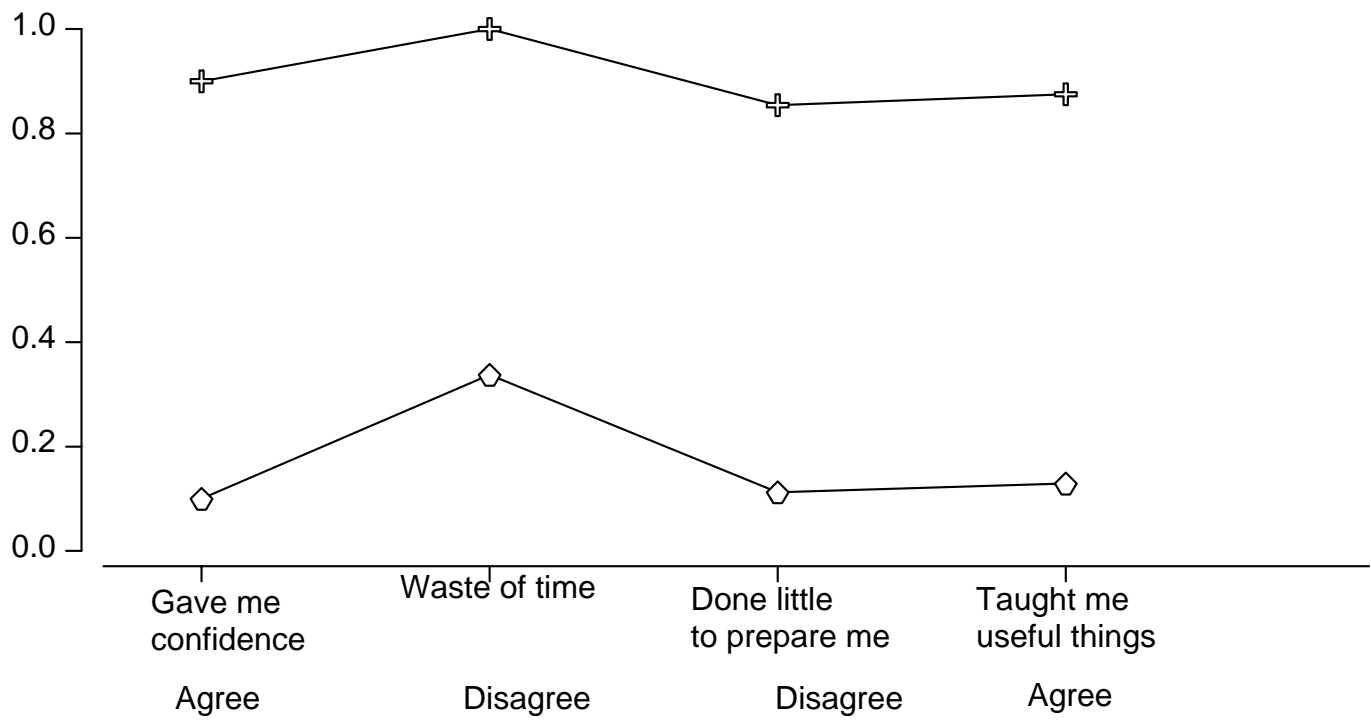 1.0
0.8
0.6
0.4
0.2
0.0
Gave me
confidence
Waste of time
Done little
to prepare me
Taught me
useful things
Agree
Disagree
Disagree
Agree